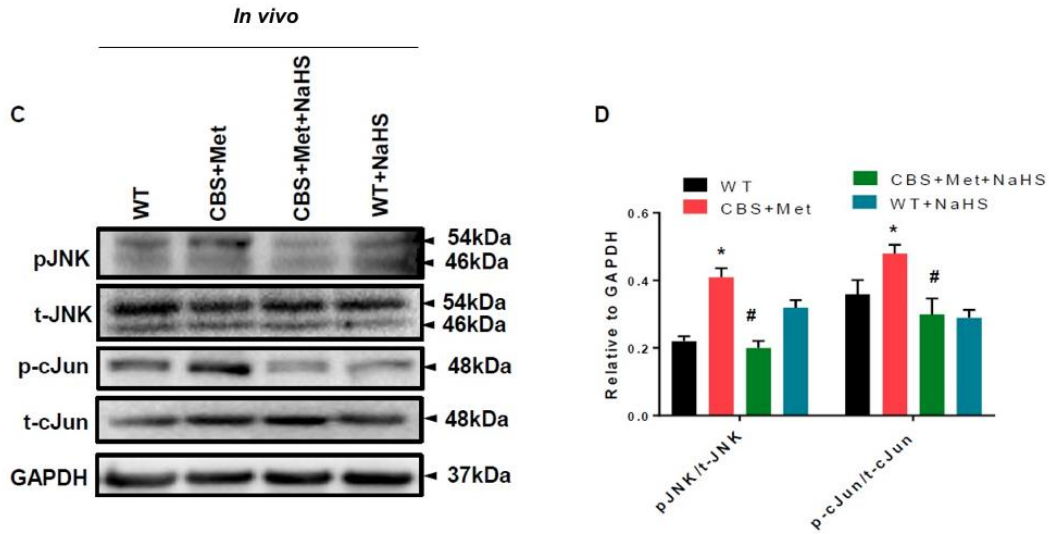 In vivo
C
WT
CBS+Met
CBS+Met+NaHS
WT+NaHS
pJNK
54kDa
46kDa
t-JNK
54kDa
46kDa
p-cJun
48kDa
t-cJun
48kDa
GAPDH
37kDa
D
WT
CBS+Met
CBS+Met+NaHS
WT+NaHS
Relative to GAPDH
0.6
0.4
0.2
0.0
*
#
*
#
pJNK/t-JNK
p-cJun/t-cJun